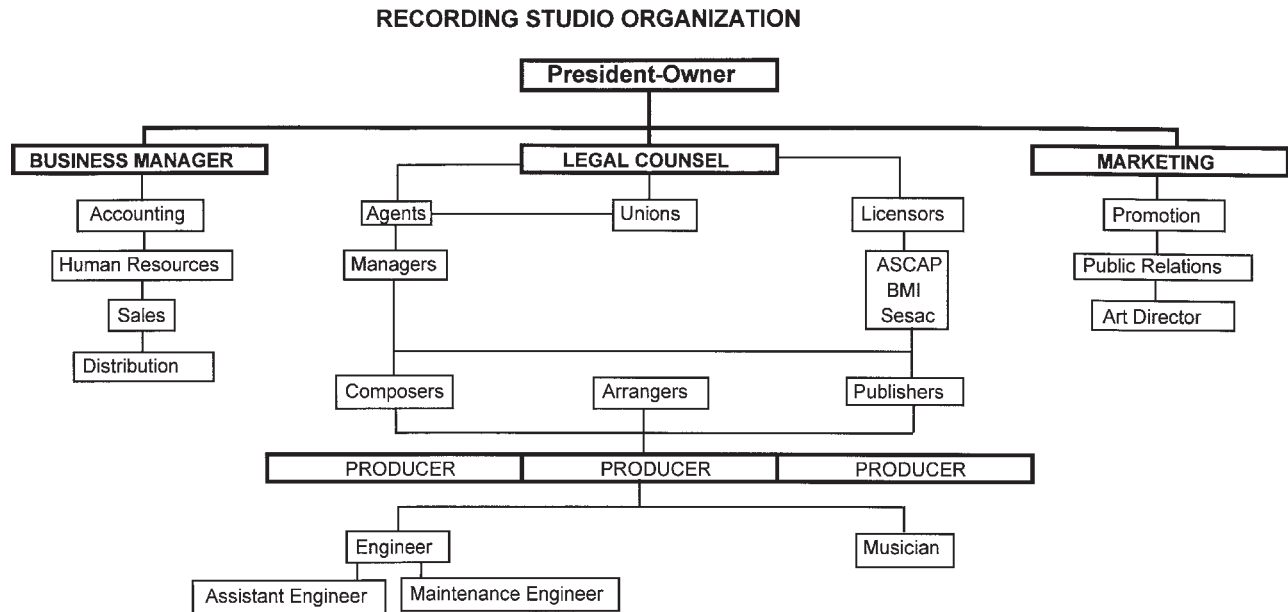 RECORDING STUDIO ORGANIZATION
President-Owner
BUSINESS MANAGER
LEGAL COUNSEL
MARKETING
Accounting
Agents
Unions
Licensors
Promotion
Human Resources
Managers
ASCAP
BMI
Sesac
Public Relations
Sales
Art Director
Distribution
Composers
Arrangers
Publishers
PRODUCER
PRODUCER
PRODUCER
Engineer
Musician
Assistant Engineer
Maintenance Engineer